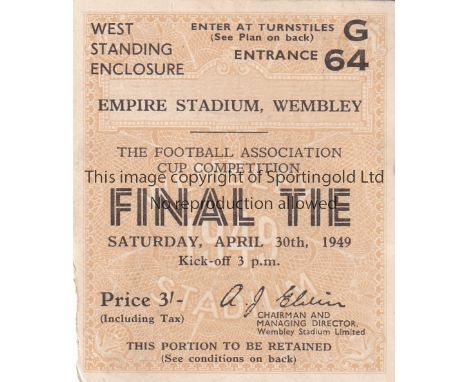 WEST
STANDING
ENCLOSURE
ENTER AT TURNSTILES
(See Plan on back)
G
ENTRANCE
64
EMPIRE STADIUM, WEMBLEY
THE FOOTBALL ASSOCIATION
CUP COMPETITION
This image copyright of Sportingold Ltd
No reproduction allowed
FINAL TIE
SATURDAY, APRIL 30th, 1949
Kick-off 3 p.m.
1949
STADIUM
Price 3/-
(Including Tax)
A. J. Elvin
CHAIRMAN AND
MANAGING DIRECTOR,
Wembley Stadium Limited
THIS PORTION TO BE RETAINED
(See conditions on back)